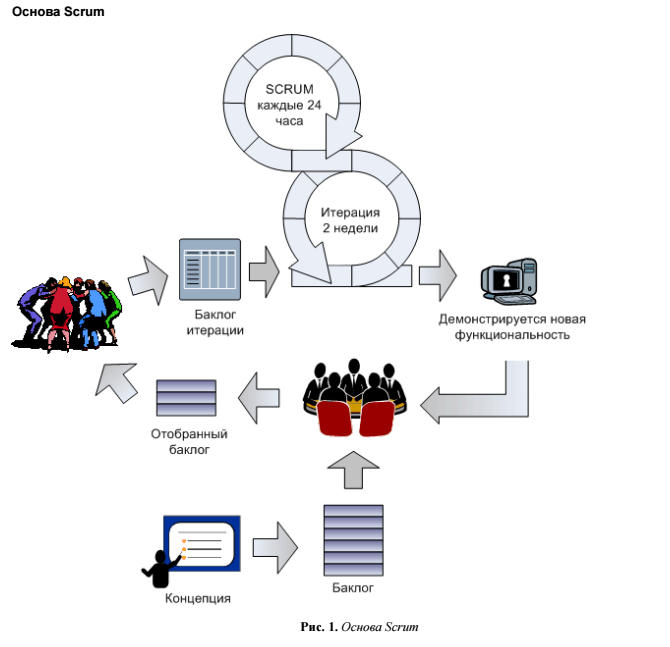 Основа Scrum
SCRUM
каждые 24
часа
Итерация
2 недели
Баклог
итерации
Демонстрируется новая
функциональность
Отобранный
баклог
Баклог
Концепция
Рис. 1. Основа Scrum